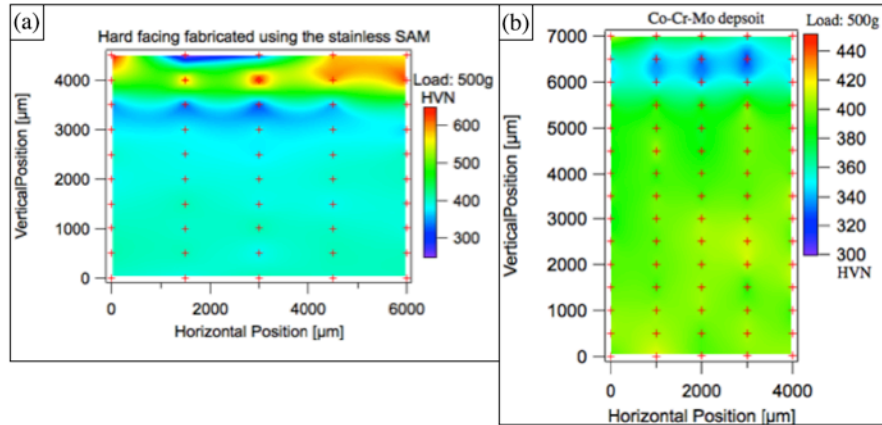 (a)
Hard facing fabricated using the stainless SAM
Load: 500g
HVN
600
500
400
300
VerticalPosition [µm]
4000
3000
2000
1000
0
0
2000
4000
6000
Horizontal Position [µm]
(b)
Co-Cr-Mo depsoit
Load: 500g
440
420
400
380
360
340
320
300
HVN
VerticalPosition [µm]
7000
6000
5000
4000
3000
2000
1000
0
0
2000
4000
Horizontal Position [µm]